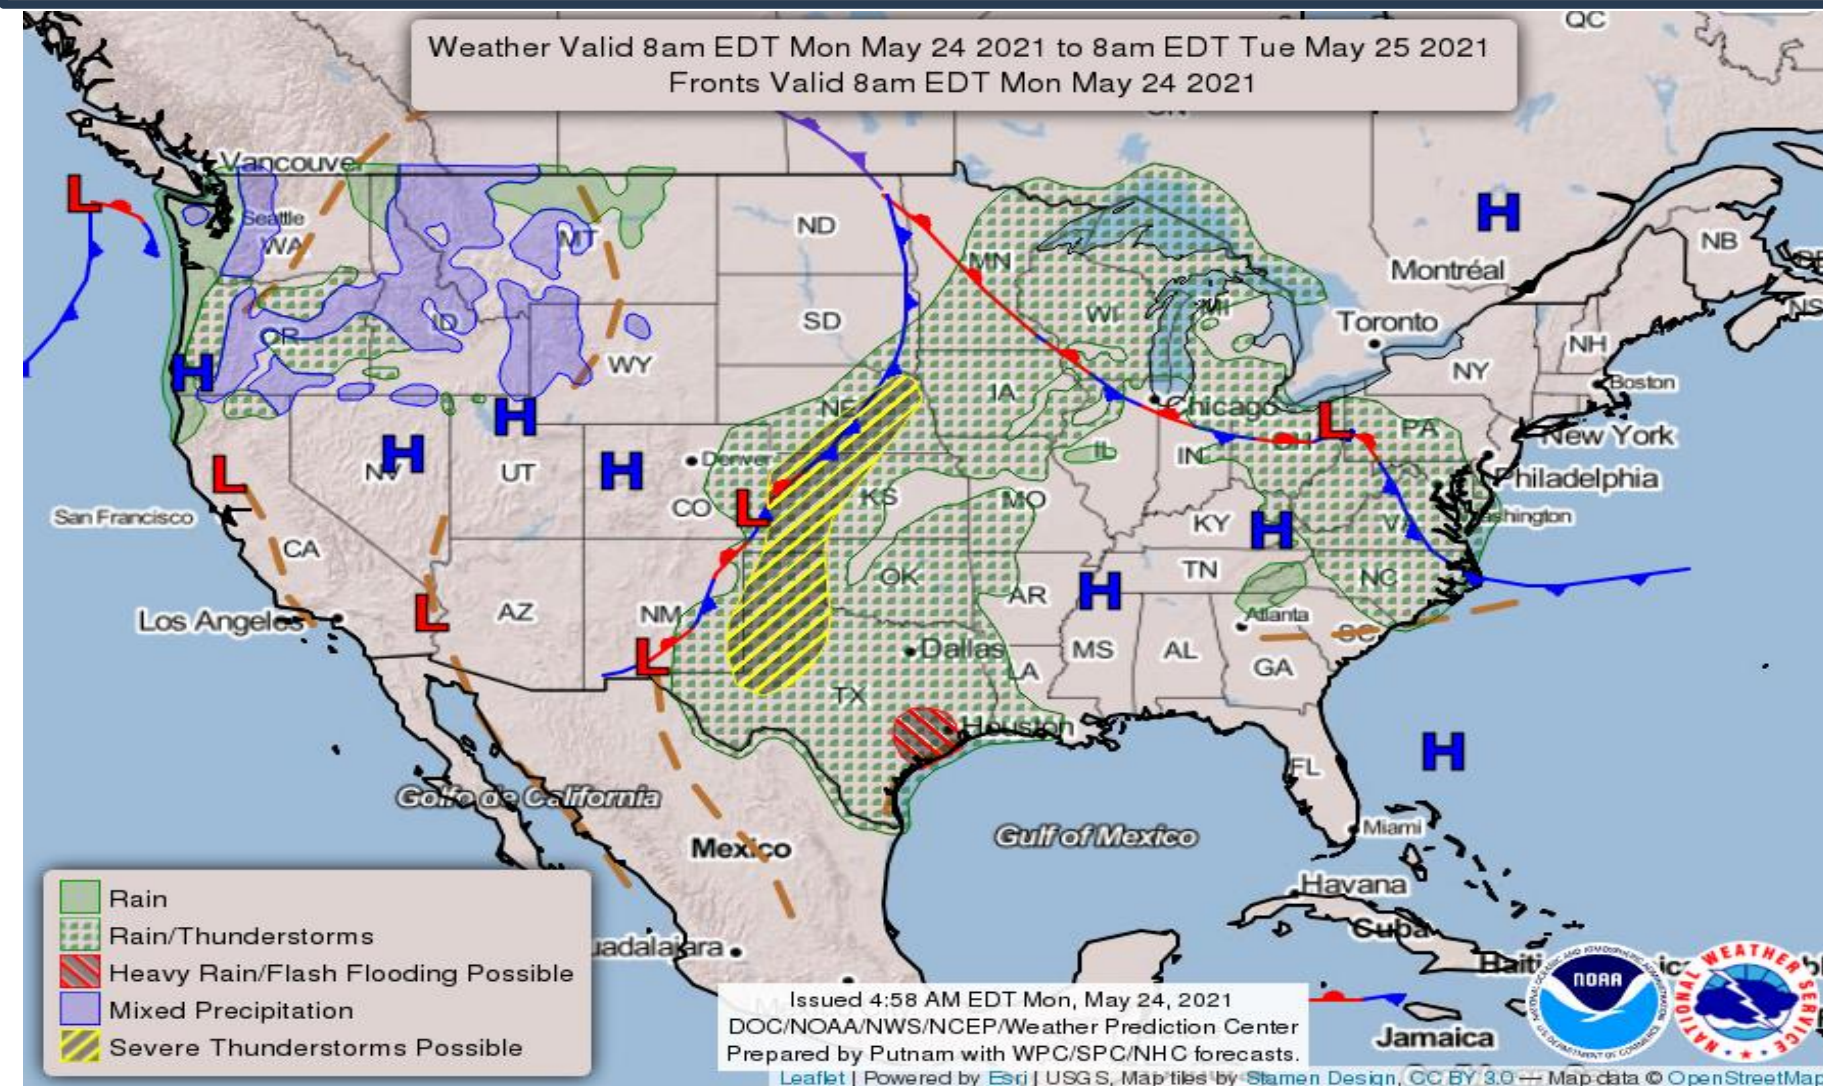 Weather Valid 8am EDT Mon May 24 2021 to 8am EDT Tue May 25 2021
Fronts Valid 8am EDT Mon May 24 2021
QC
Vancouver
Seattle
WA
MT
ND
MN
H
Montréal
NB
NS
L
OR
ID
SD
WI
MI
Toronto
NH
H
WY
IA
NY
Boston
NE
Chicago
L
PA
New York
H
H
NV
UT
H
Denver
IL
IN
OH
Philadelphia
L
San Francisco
CO
L
KS
MO
KY
H
VA
CA
OK
TN
NC
Los Angeles
L
AZ
NM
AR
H
Atlanta
SC
L
Dallas
LA
MS
AL
GA
TX
Houston
H
FL
Golfo de California
Mexico
Gulf of Mexico
Miami
Havana
Cuba
Rain
Rain/Thunderstorms
Heavy Rain/Flash Flooding Possible
Mixed Precipitation
Severe Thunderstorms Possible
uadalajara
Haiti
NOAA
NATIONAL WEATHER SERVICE
Jamaica
Issued 4:58 AM EDT Mon, May 24, 2021
DOC/NOAA/NWS/NCEP/Weather Prediction Center
Prepared by Putnam with WPC/SPC/NHC forecasts.
Leaflet | Powered by Esri | USGS, Map tiles by Stamen Design, CC BY 3.0 — Map data © OpenStreetMap